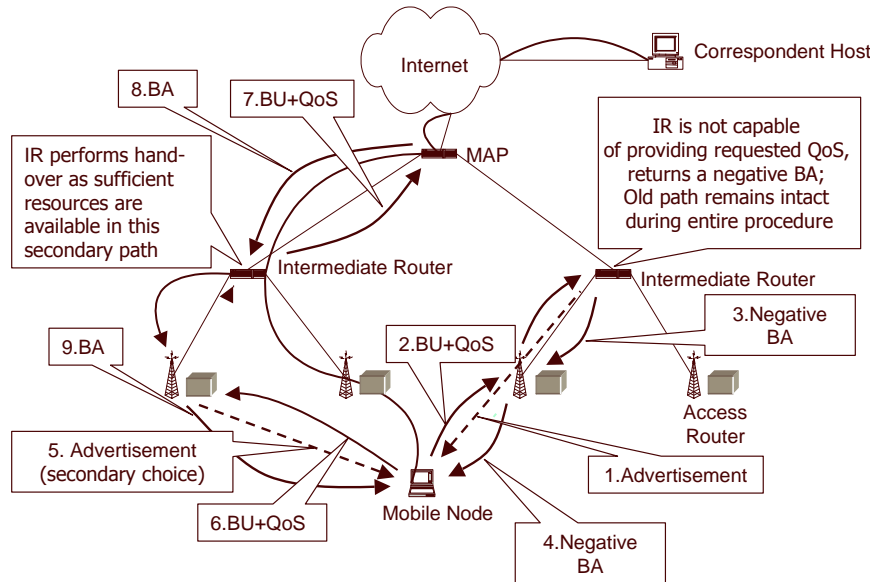 Correspondent Host
Internet
8.BA
7.BU+QoS
MAP
IR is not capable
of providing requested QoS,
returns a negative BA;
Old path remains intact
during entire procedure
IR performs hand-
over as sufficient
resources are
available in this
secondary path
Intermediate Router
Intermediate Router
3.Negative
BA
2.BU+QoS
9.BA
Access
Router
5. Advertisement
(secondary choice)
1.Advertisement
6.BU+QoS
Mobile Node
4.Negative
BA